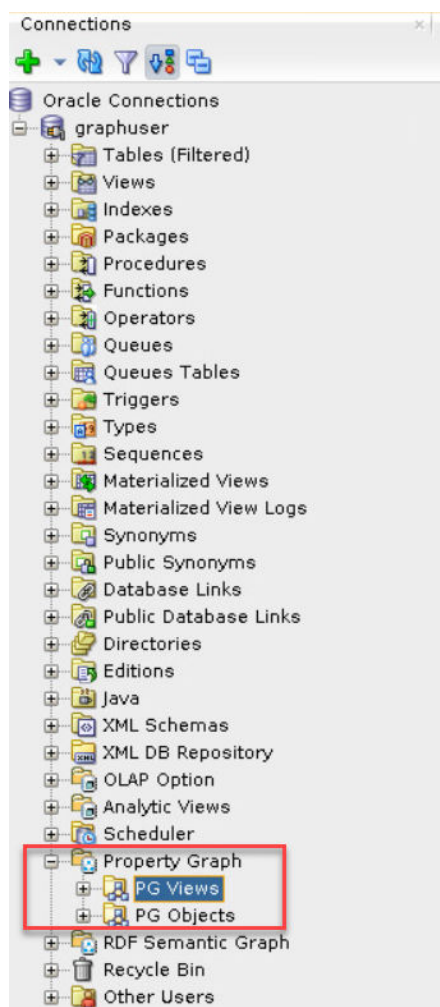 Connections
Oracle Connections
graphuser
Tables (Filtered)
Views
Indexes
Packages
Procedures
Functions
Operators
Queues
Queues Tables
Triggers
Types
Sequences
Materialized Views
Materialized View Logs
Synonyms
Public Synonyms
Database Links
Public Database Links
Directories
Editions
Java
XML Schemas
XML DB Repository
OLAP Option
Analytic Views
Scheduler
Property Graph
PG Views
PG Objects
RDF Semantic Graph
Recycle Bin
Other Users